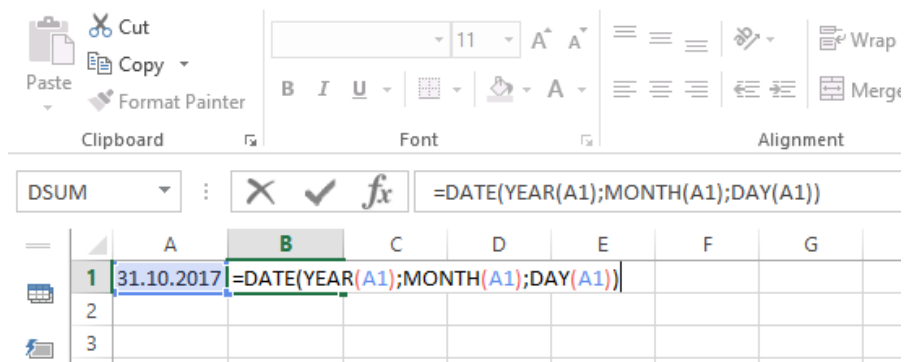 Cut
Copy
Paste
Format Painter
11 A A
B I U A
Wrap
Merge
Clipboard Font Alignment
DSUM fx =DATE(YEAR(A1);MONTH(A1);DAY(A1))
A B C D E F G
1 31.10.2017 =DATE(YEAR(A1);MONTH(A1);DAY(A1))
2
3